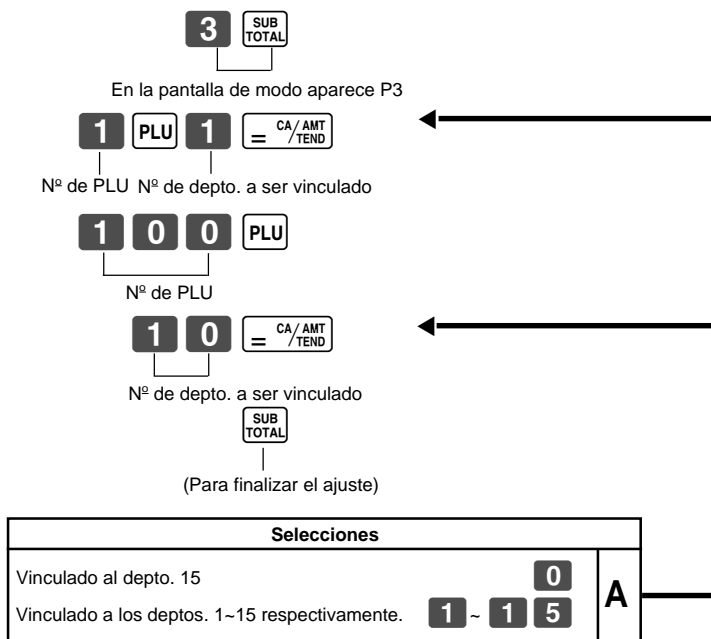 3 SUB TOTAL
En la pantalla de modo aparece P3
1 PLU 1 = CA/AMT TEND
Nº de PLU Nº de depto. a ser vinculado
1 0 0 PLU
Nº de PLU
1 0 = CA/AMT TEND
Nº de depto. a ser vinculado
SUB TOTAL
(Para finalizar el ajuste)
Selecciones
Vinculado al depto. 15 0
Vinculado a los deptos. 1~15 respectivamente. 1 ~ 1 5
A